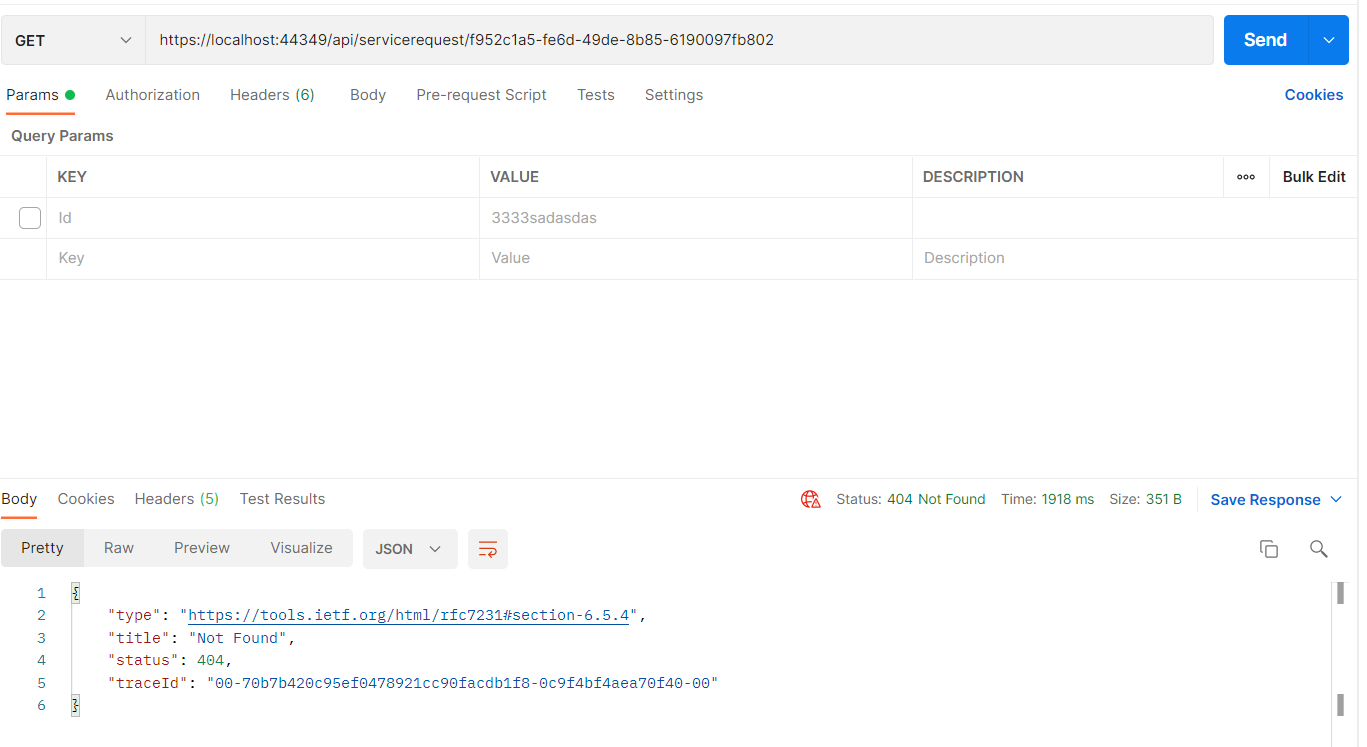 GET https://localhost:44349/api/servicerequest/f952c1a5-fe6d-49de-8b85-6190097fb802 Send
Params Authorization Headers (6) Body Pre-request Script Tests Settings Cookies
Query Params
KEY VALUE DESCRIPTION ooo Bulk Edit
Id 3333sadasdas
Key Value Description
Body Cookies Headers (5) Test Results Status: 404 Not Found Time: 1918 ms Size: 351 B Save Response
Pretty Raw Preview Visualize JSON
1 {
2 "type": "https://tools.ietf.org/html/rfc7231#section-6.5.4",
3 "title": "Not Found",
4 "status": 404,
5 "traceId": "00-70b7b420c95ef0478921cc90facdb1f8-0c9f4bf4aea70f40-00"
6 }